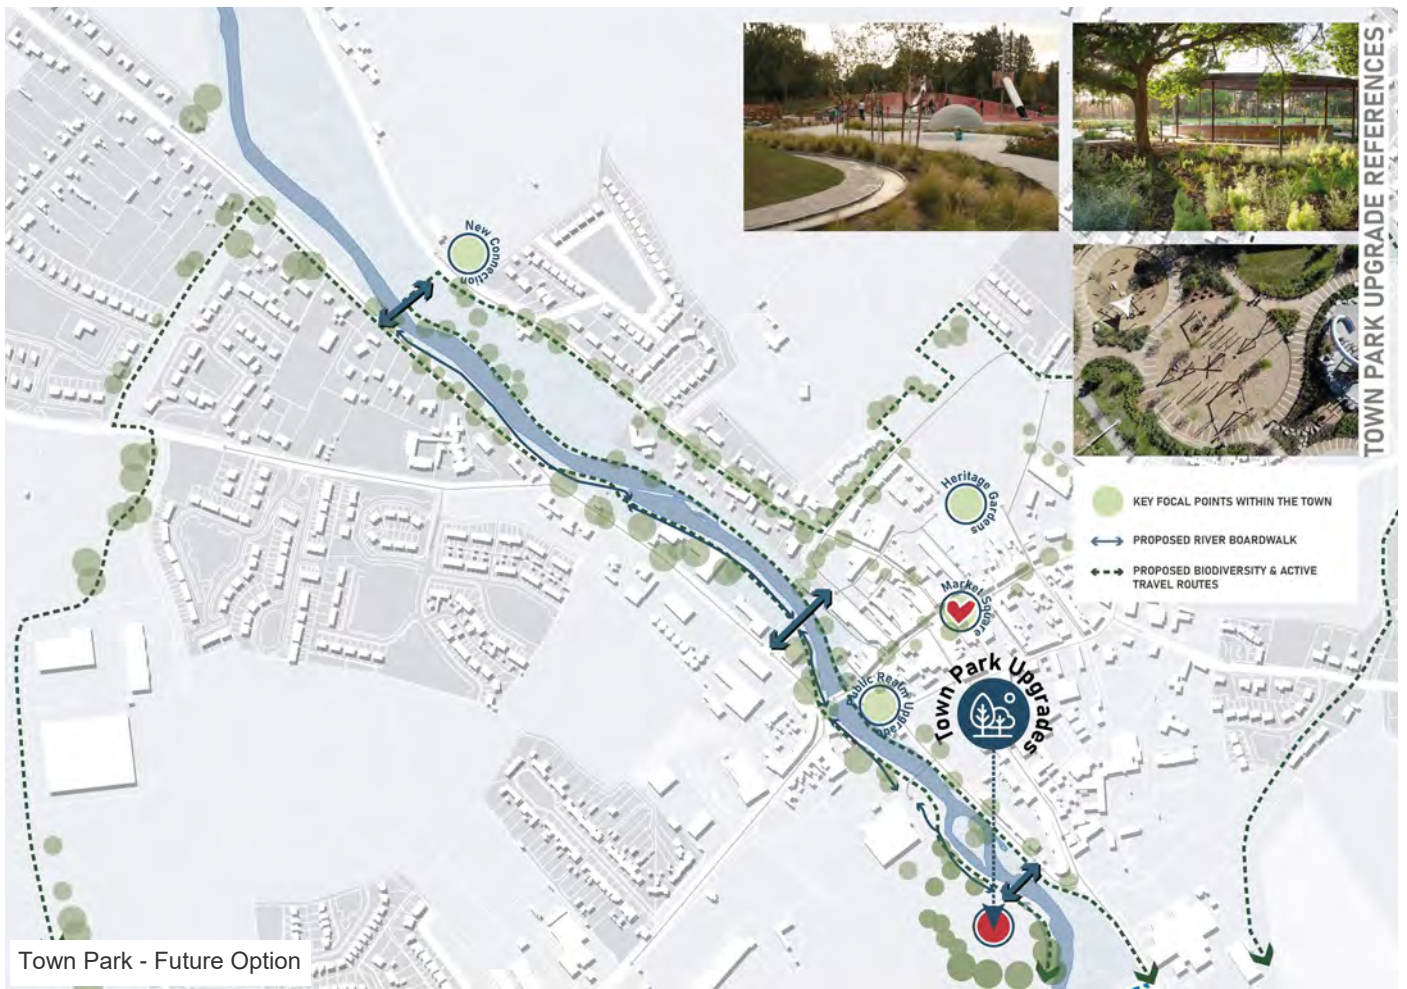 TOWN PARK UPGRADE REFERENCES
New Connection
Heritage Gardens
KEY FOCAL POINTS WITHIN THE TOWN
PROPOSED RIVER BOARDWALK
PROPOSED BIODIVERSITY & ACTIVE
TRAVEL ROUTES
Market Square
Town Park Upgrades
Public Realm Upgrade
Town Park - Future Option